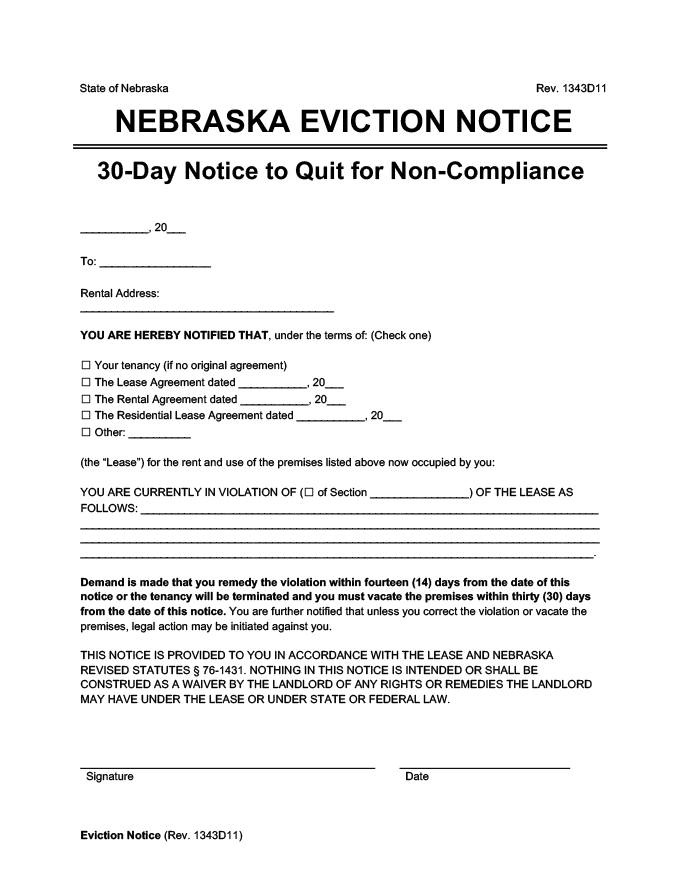 State of Nebraska Rev. 1343D11
NEBRASKA EVICTION NOTICE
30-Day Notice to Quit for Non-Compliance
___________, 20___
To: __________________
Rental Address:
_________________________________________
YOU ARE HEREBY NOTIFIED THAT, under the terms of: (Check one)
☐ Your tenancy (if no original agreement)
☐ The Lease Agreement dated ___________, 20___
☐ The Rental Agreement dated ___________, 20___
☐ The Residential Lease Agreement dated ___________, 20___
☐ Other: __________
(the “Lease”) for the rent and use of the premises listed above now occupied by you:
YOU ARE CURRENTLY IN VIOLATION OF (☐ of Section ________________) OF THE LEASE AS
FOLLOWS: __________________________________________________________________________
____________________________________________________________________________________
____________________________________________________________________________________
___________________________________________________________________________________.
Demand is made that you remedy the violation within fourteen (14) days from the date of this
notice or the tenancy will be terminated and you must vacate the premises within thirty (30) days
from the date of this notice. You are further notified that unless you correct the violation or vacate the
premises, legal action may be initiated against you.
THIS NOTICE IS PROVIDED TO YOU IN ACCORDANCE WITH THE LEASE AND NEBRASKA
REVISED STATUTES § 76-1431. NOTHING IN THIS NOTICE IS INTENDED OR SHALL BE
CONSTRUED AS A WAIVER BY THE LANDLORD OF ANY RIGHTS OR REMEDIES THE LANDLORD
MAY HAVE UNDER THE LEASE OR UNDER STATE OR FEDERAL LAW.
Signature Date
Eviction Notice (Rev. 1343D11)